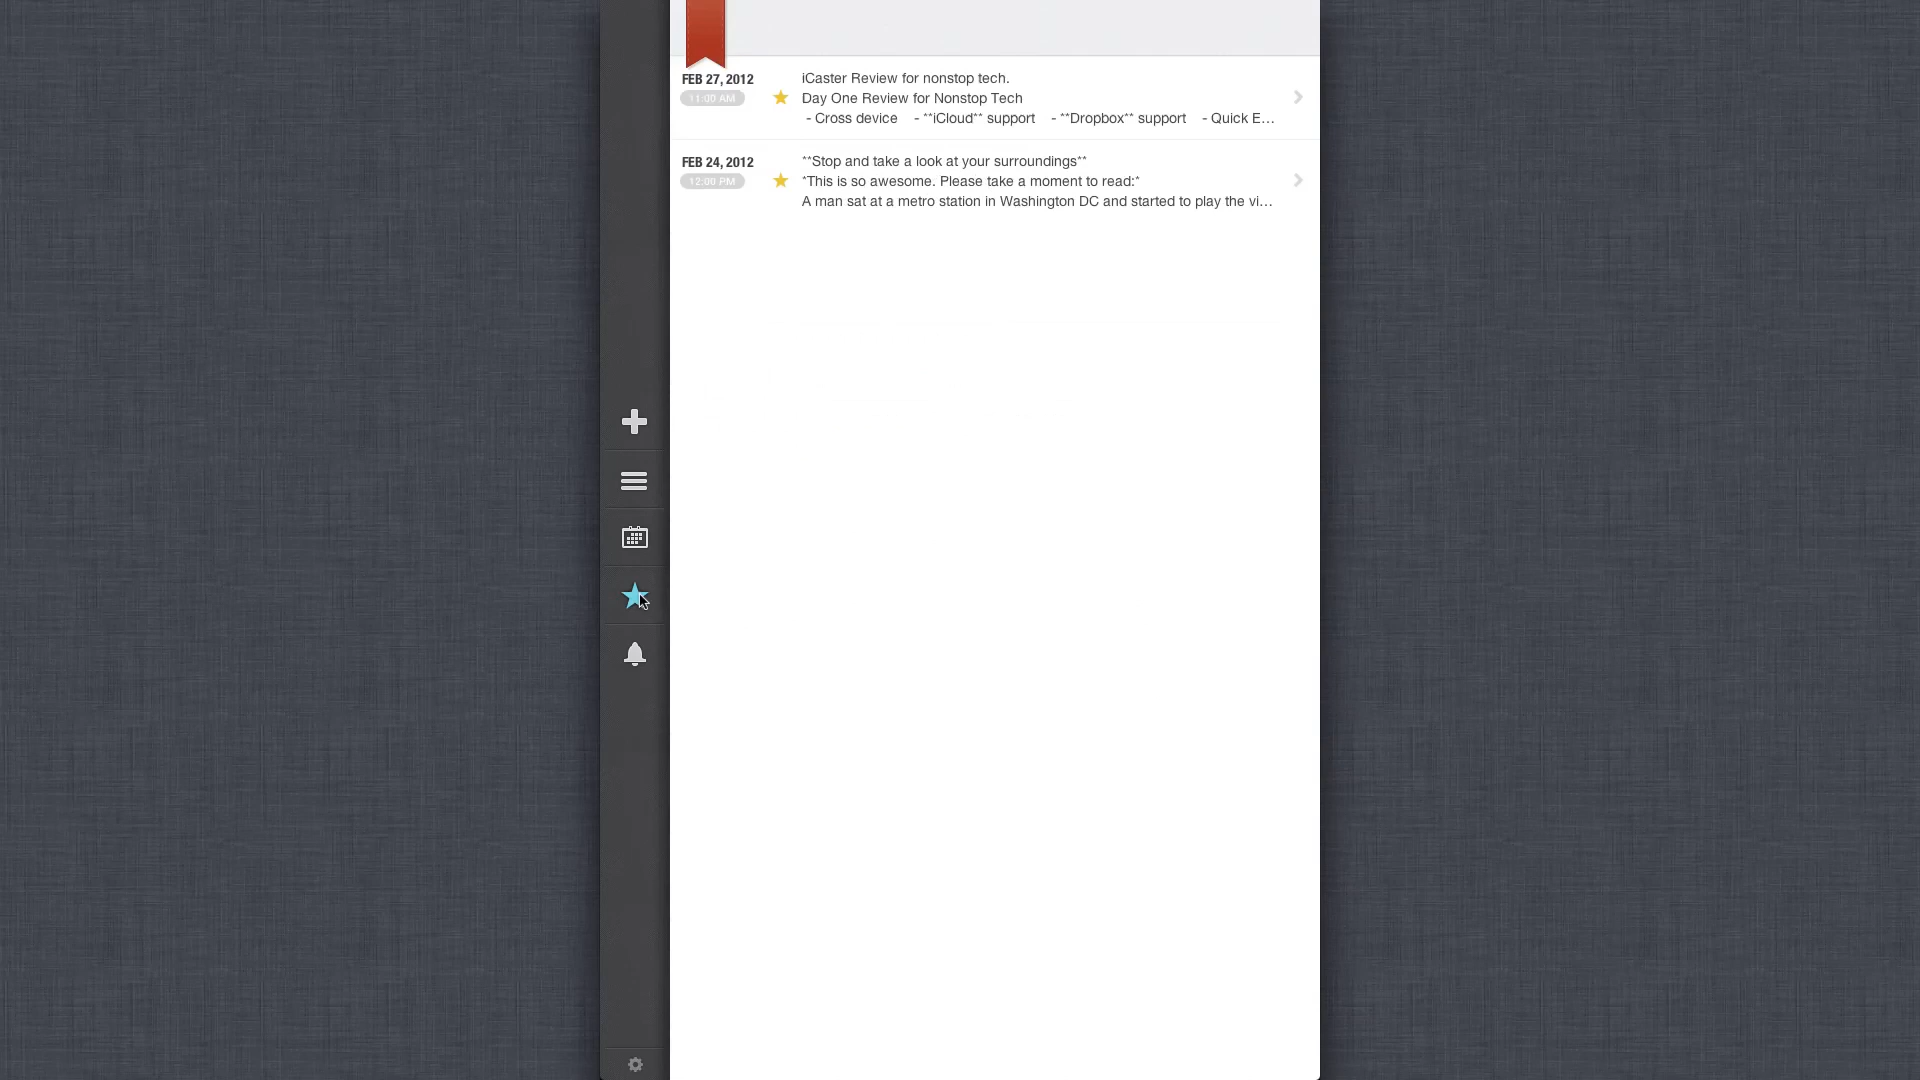 FEB 27, 2012
11:00 AM
iCaster Review for nonstop tech.
Day One Review for Nonstop Tech
- Cross device - **iCloud** support - **Dropbox** support - Quick E...
FEB 24, 2012
12:00 PM
**Stop and take a look at your surroundings**
*This is so awesome. Please take a moment to read:*
A man sat at a metro station in Washington DC and started to play the vi...